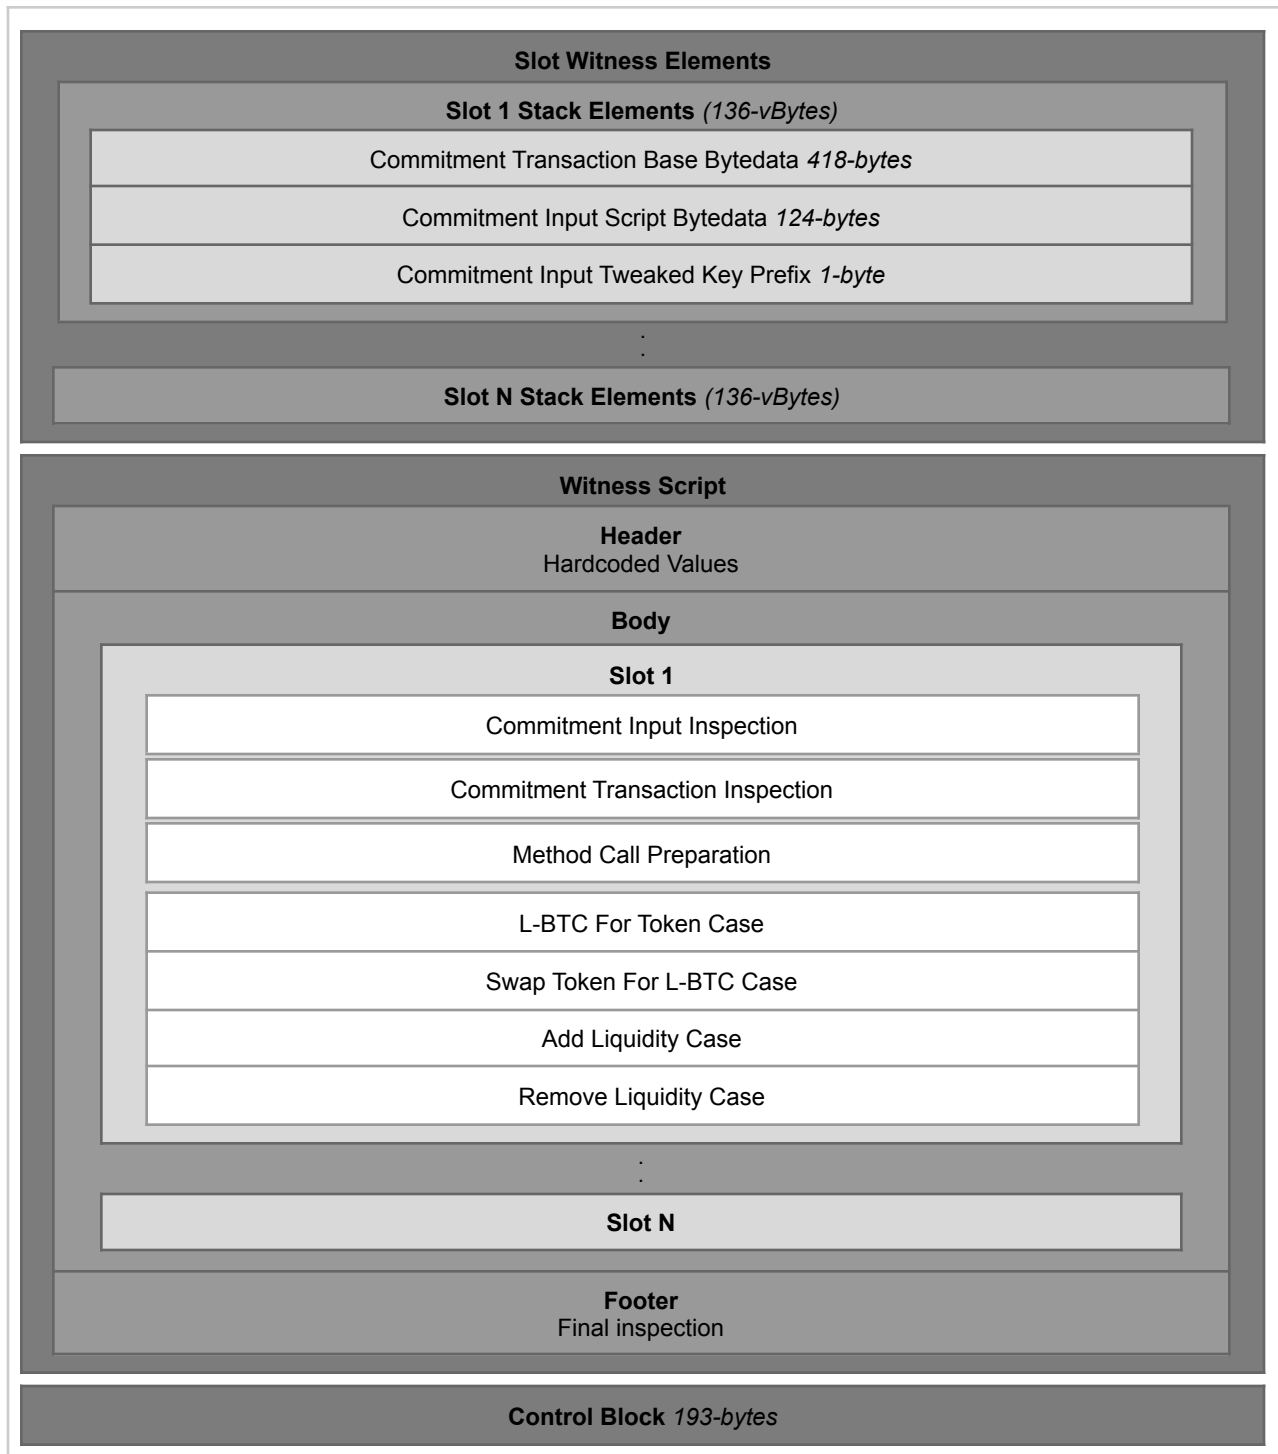 Slot Witness Elements
Slot 1 Stack Elements (136-vBytes)
Commitment Transaction Base Bytedata 418-bytes
Commitment Input Script Bytedata 124-bytes
Commitment Input Tweaked Key Prefix 1-byte
.
.
Slot N Stack Elements (136-vBytes)
Witness Script
Header
Hardcoded Values
Body
Slot 1
Commitment Input Inspection
Commitment Transaction Inspection
Method Call Preparation
L-BTC For Token Case
Swap Token For L-BTC Case
Add Liquidity Case
Remove Liquidity Case
.
.
Slot N
Footer
Final inspection
Control Block 193-bytes